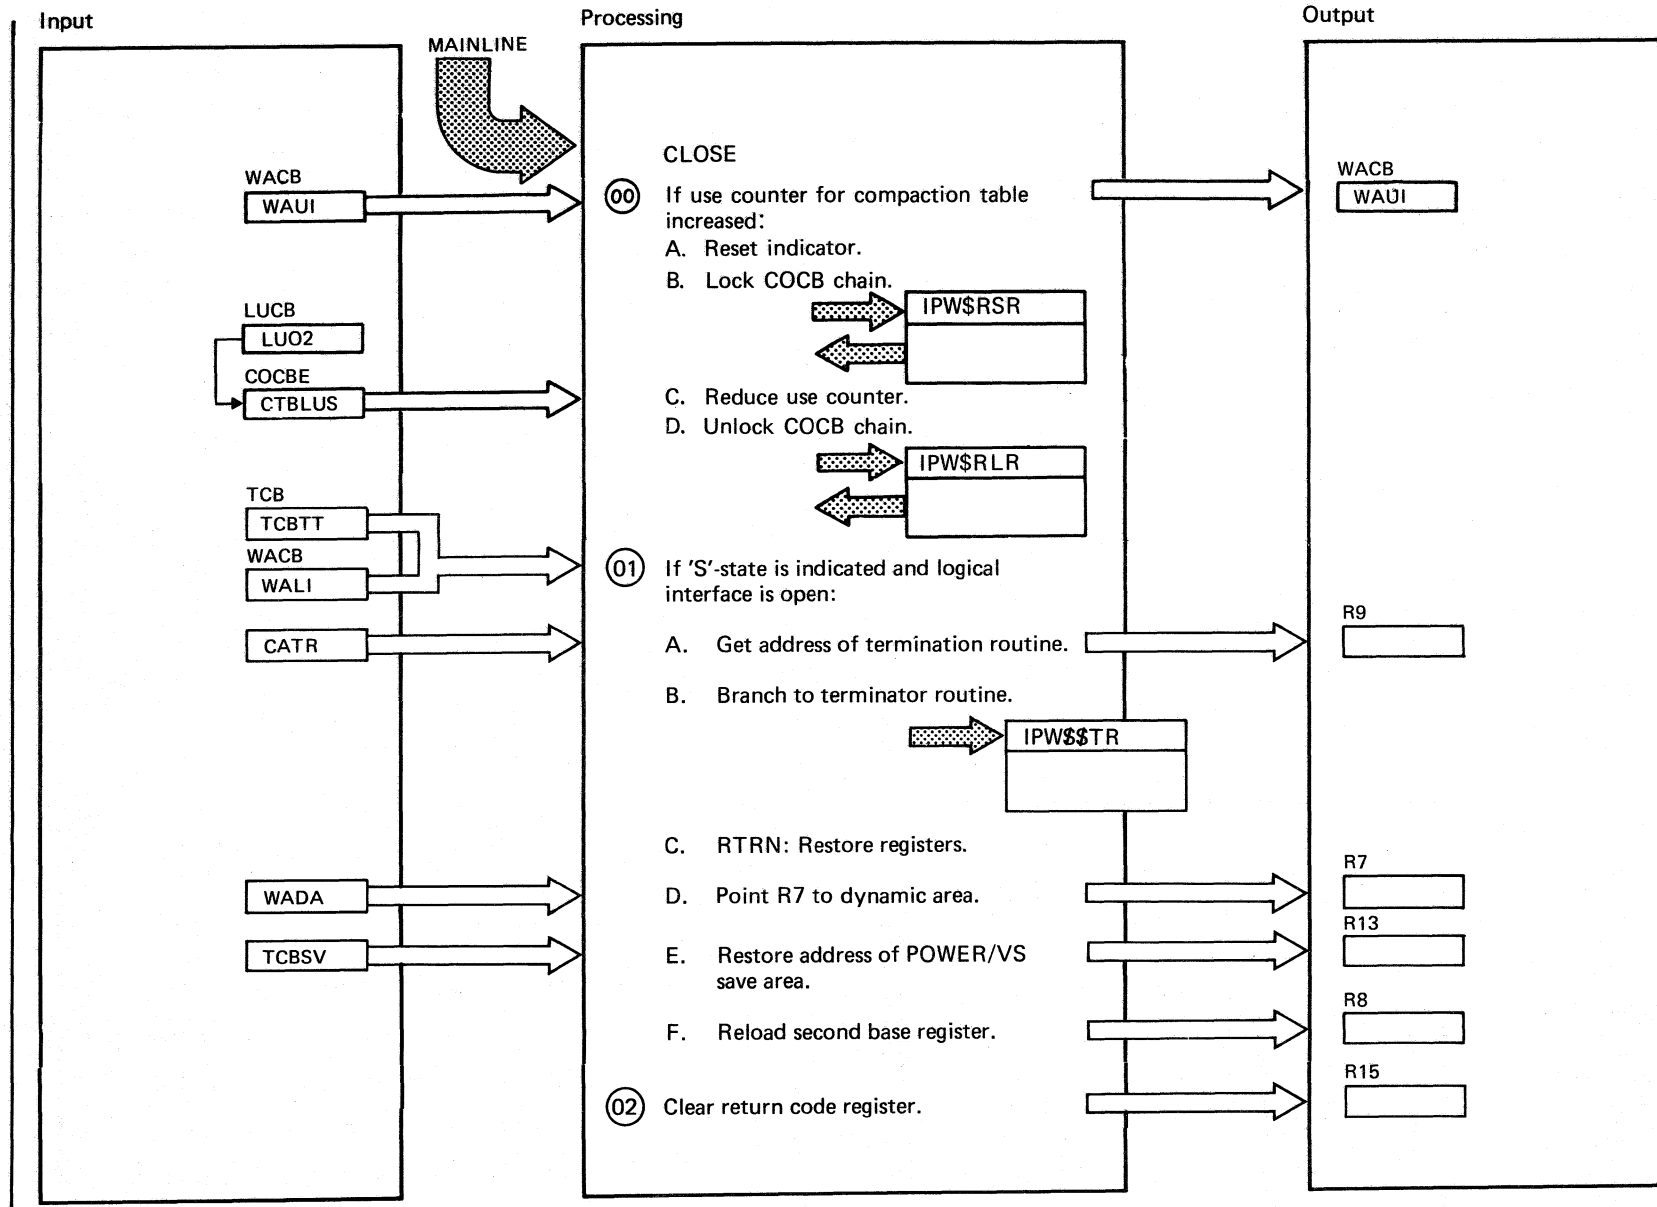 Input
Processing
Output
MAINLINE
CLOSE
WACB
WAUI
00 If use counter for compaction table
increased:
WACB
WAUI
A. Reset indicator.
B. Lock COCB chain.
IPW$RSR
LUCB
LUO2
COCBE
CTBLUS
C. Reduce use counter.
D. Unlock COCB chain.
IPW$RLR
TCB
TCBTT
WACB
WALI
01 If 'S'-state is indicated and logical
interface is open:
CATR
A. Get address of termination routine.
R9
B. Branch to terminator routine.
IPW$$TR
C. RTRN: Restore registers.
WADA
D. Point R7 to dynamic area.
R7
TCBSV
E. Restore address of POWER/VS
save area.
R13
F. Reload second base register.
R8
02 Clear return code register.
R15